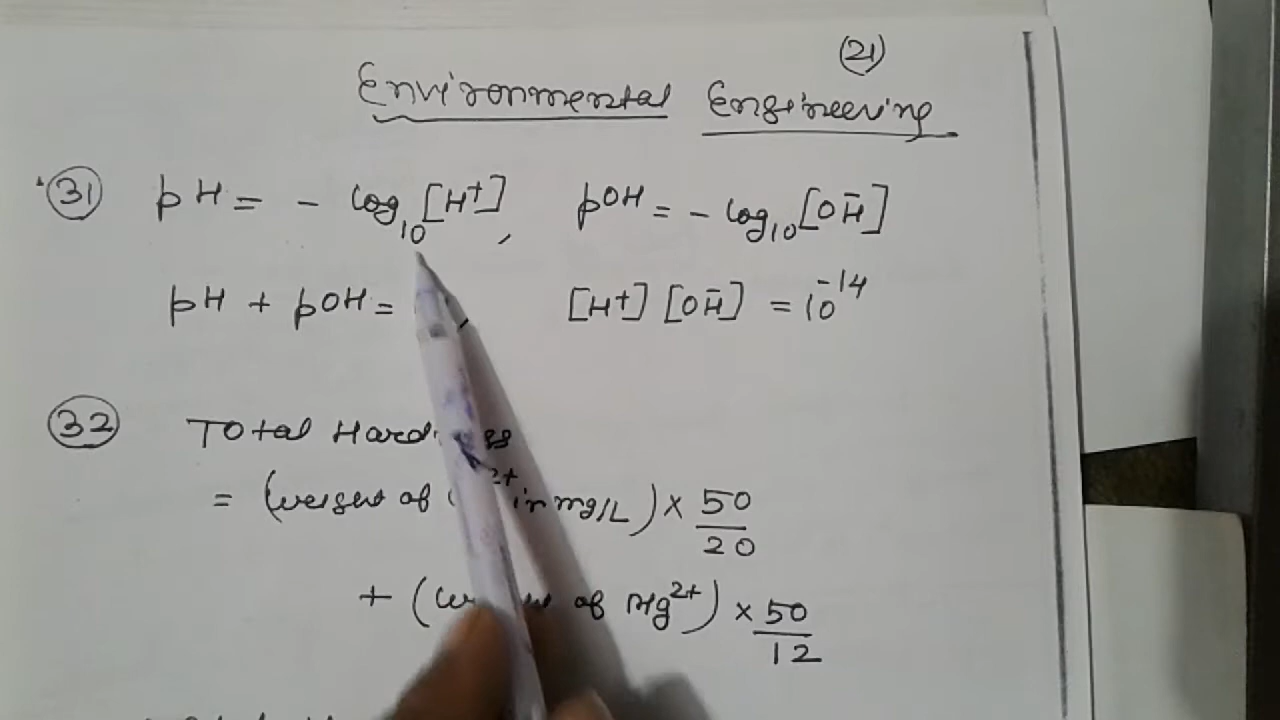 (21)
Environmental Engineering
(31) pH = - log₁₀ [H⁺], pOH = - log₁₀ [OH⁻]
pH + pOH = , [H⁺] [OH⁻] = 10⁻¹⁴
(32) Total
= (weight of ²⁺ in mg/L) × 50/20
+ ( of Mg²⁺) × 50/12